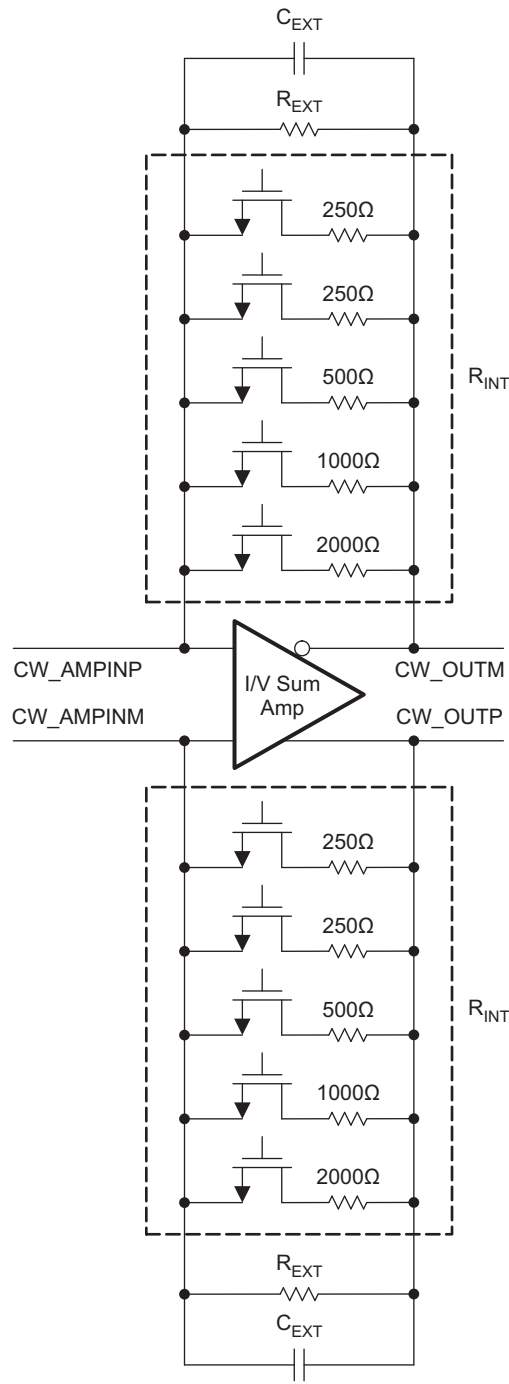 C_EXT
R_EXT
250Ω
250Ω
500Ω
R_INT
1000Ω
2000Ω
CW_AMPINP
I/V Sum
Amp
CW_OUTM
CW_AMPINM
CW_OUTP
250Ω
250Ω
500Ω
R_INT
1000Ω
2000Ω
R_EXT
C_EXT